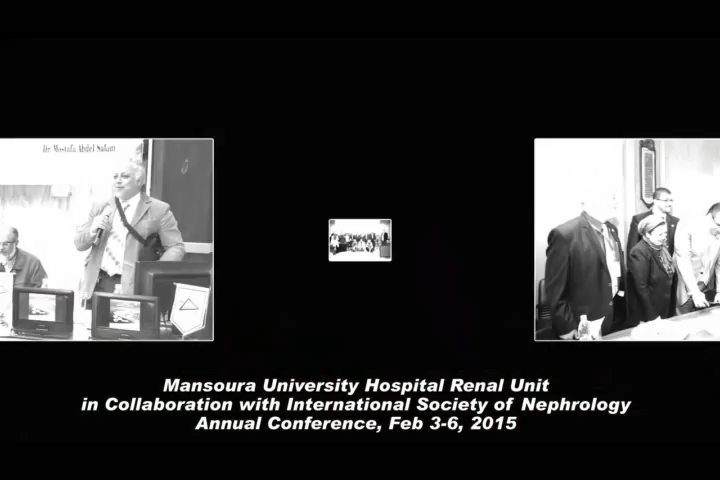 Dr. Mostafa Abdel Salam
Mansoura University Hospital Renal Unit
in Collaboration with International Society of Nephrology
Annual Conference, Feb 3-6, 2015